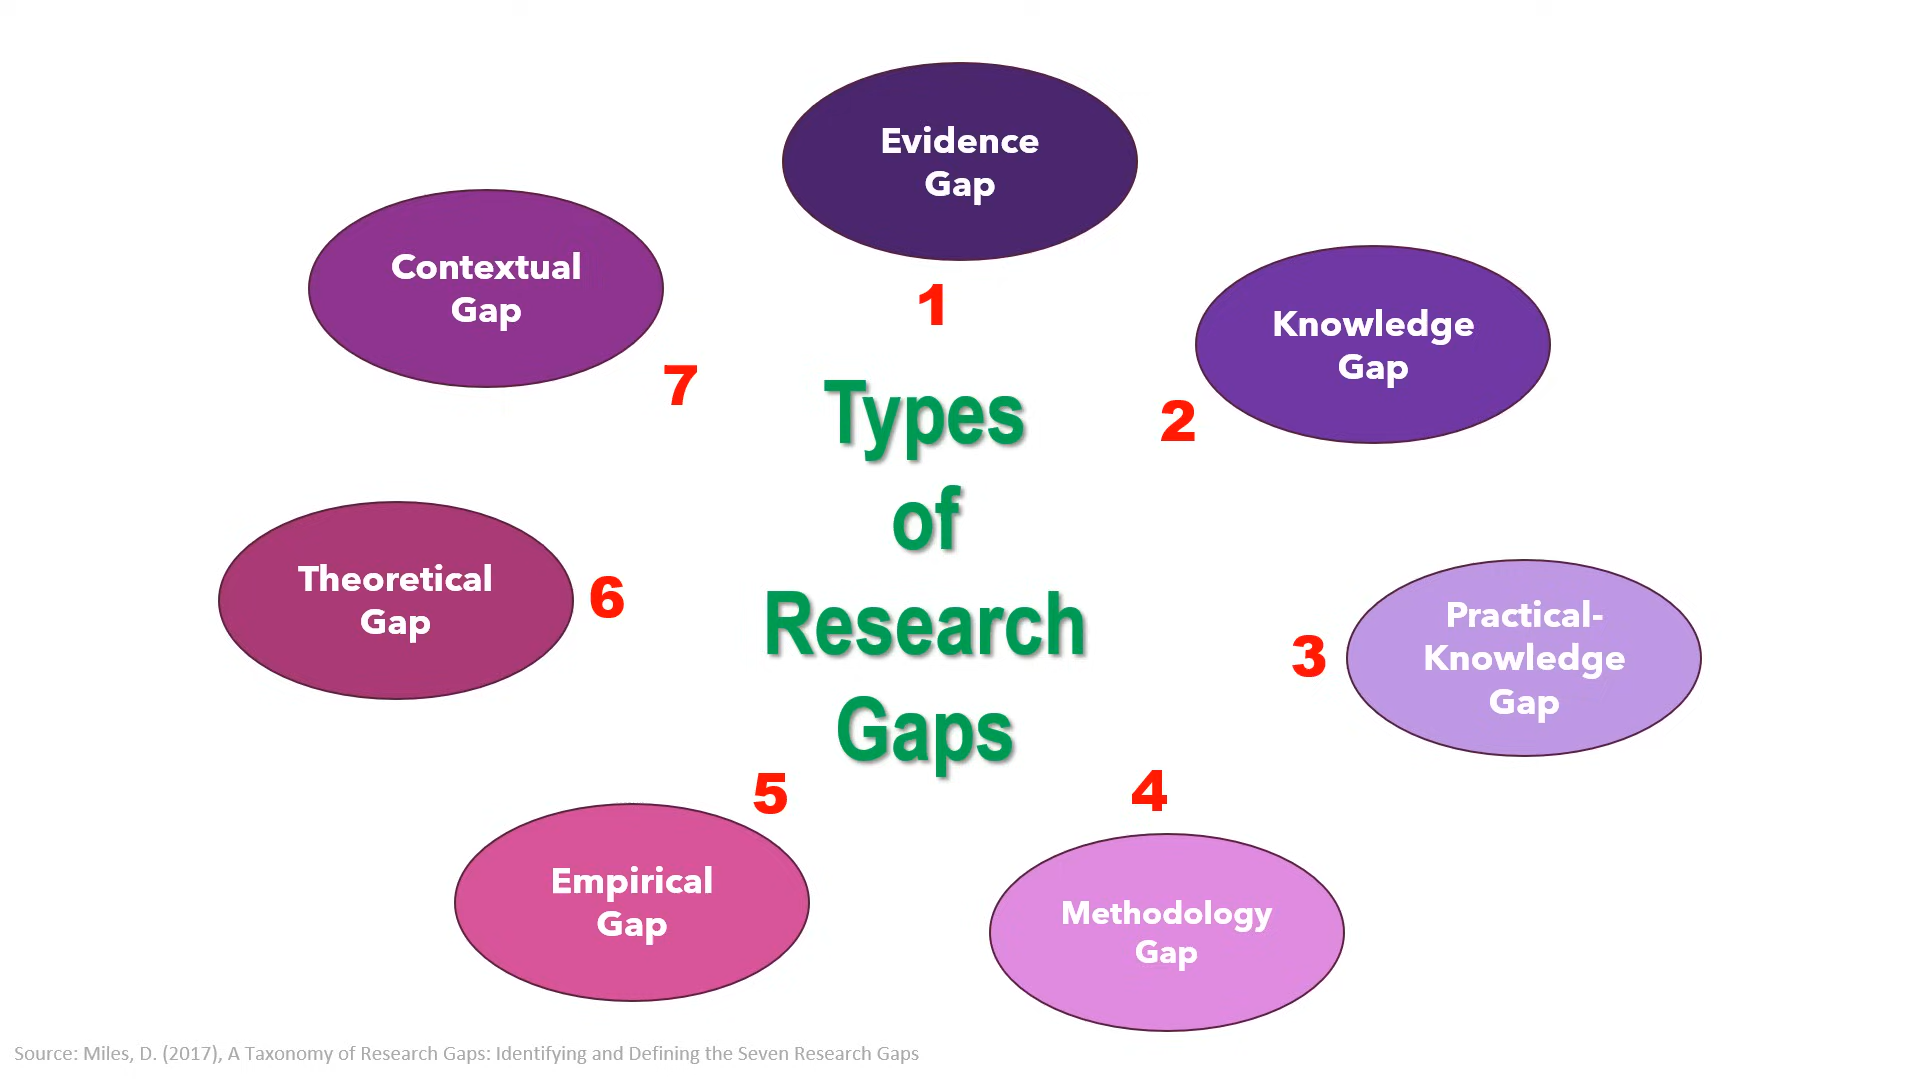 Types
of
Research
Gaps
1
Evidence
Gap
2
Knowledge
Gap
3
Practical-
Knowledge
Gap
4
Methodology
Gap
5
Empirical
Gap
6
Theoretical
Gap
7
Contextual
Gap
Source: Miles, D. (2017), A Taxonomy of Research Gaps: Identifying and Defining the Seven Research Gaps